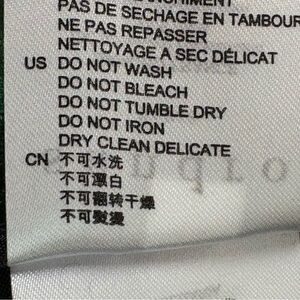 PAS DE SECHAGE EN TAMBOUR
NE PAS REPASSER
NETTOYAGE A SEC DÉLICAT
US DO NOT WASH
DO NOT BLEACH
DO NOT TUMBLE DRY
DO NOT IRON
DRY CLEAN DELICATE
CN 不可水洗
不可漂白
不可翻转干燥
不可熨烫